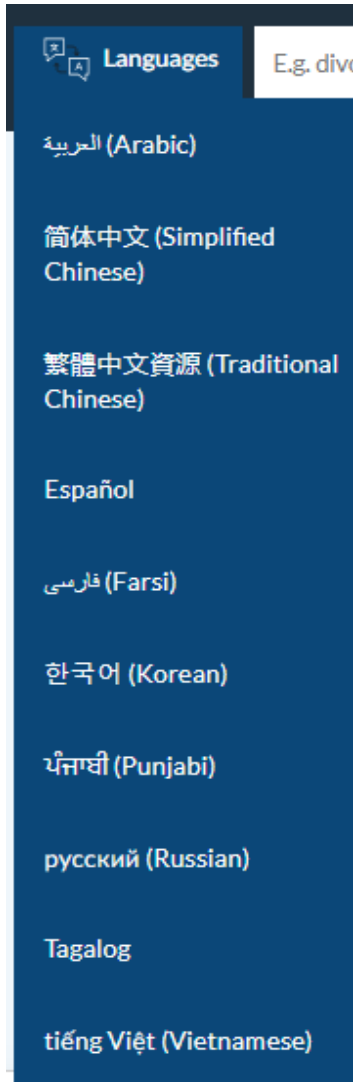 Languages
E.g. div
العربية (Arabic)
简体中文 (Simplified
Chinese)
繁體中文資源 (Traditional
Chinese)
Español
فارسی (Farsi)
한국어 (Korean)
ਪੰਜਾਬੀ (Punjabi)
русский (Russian)
Tagalog
tiếng Việt (Vietnamese)